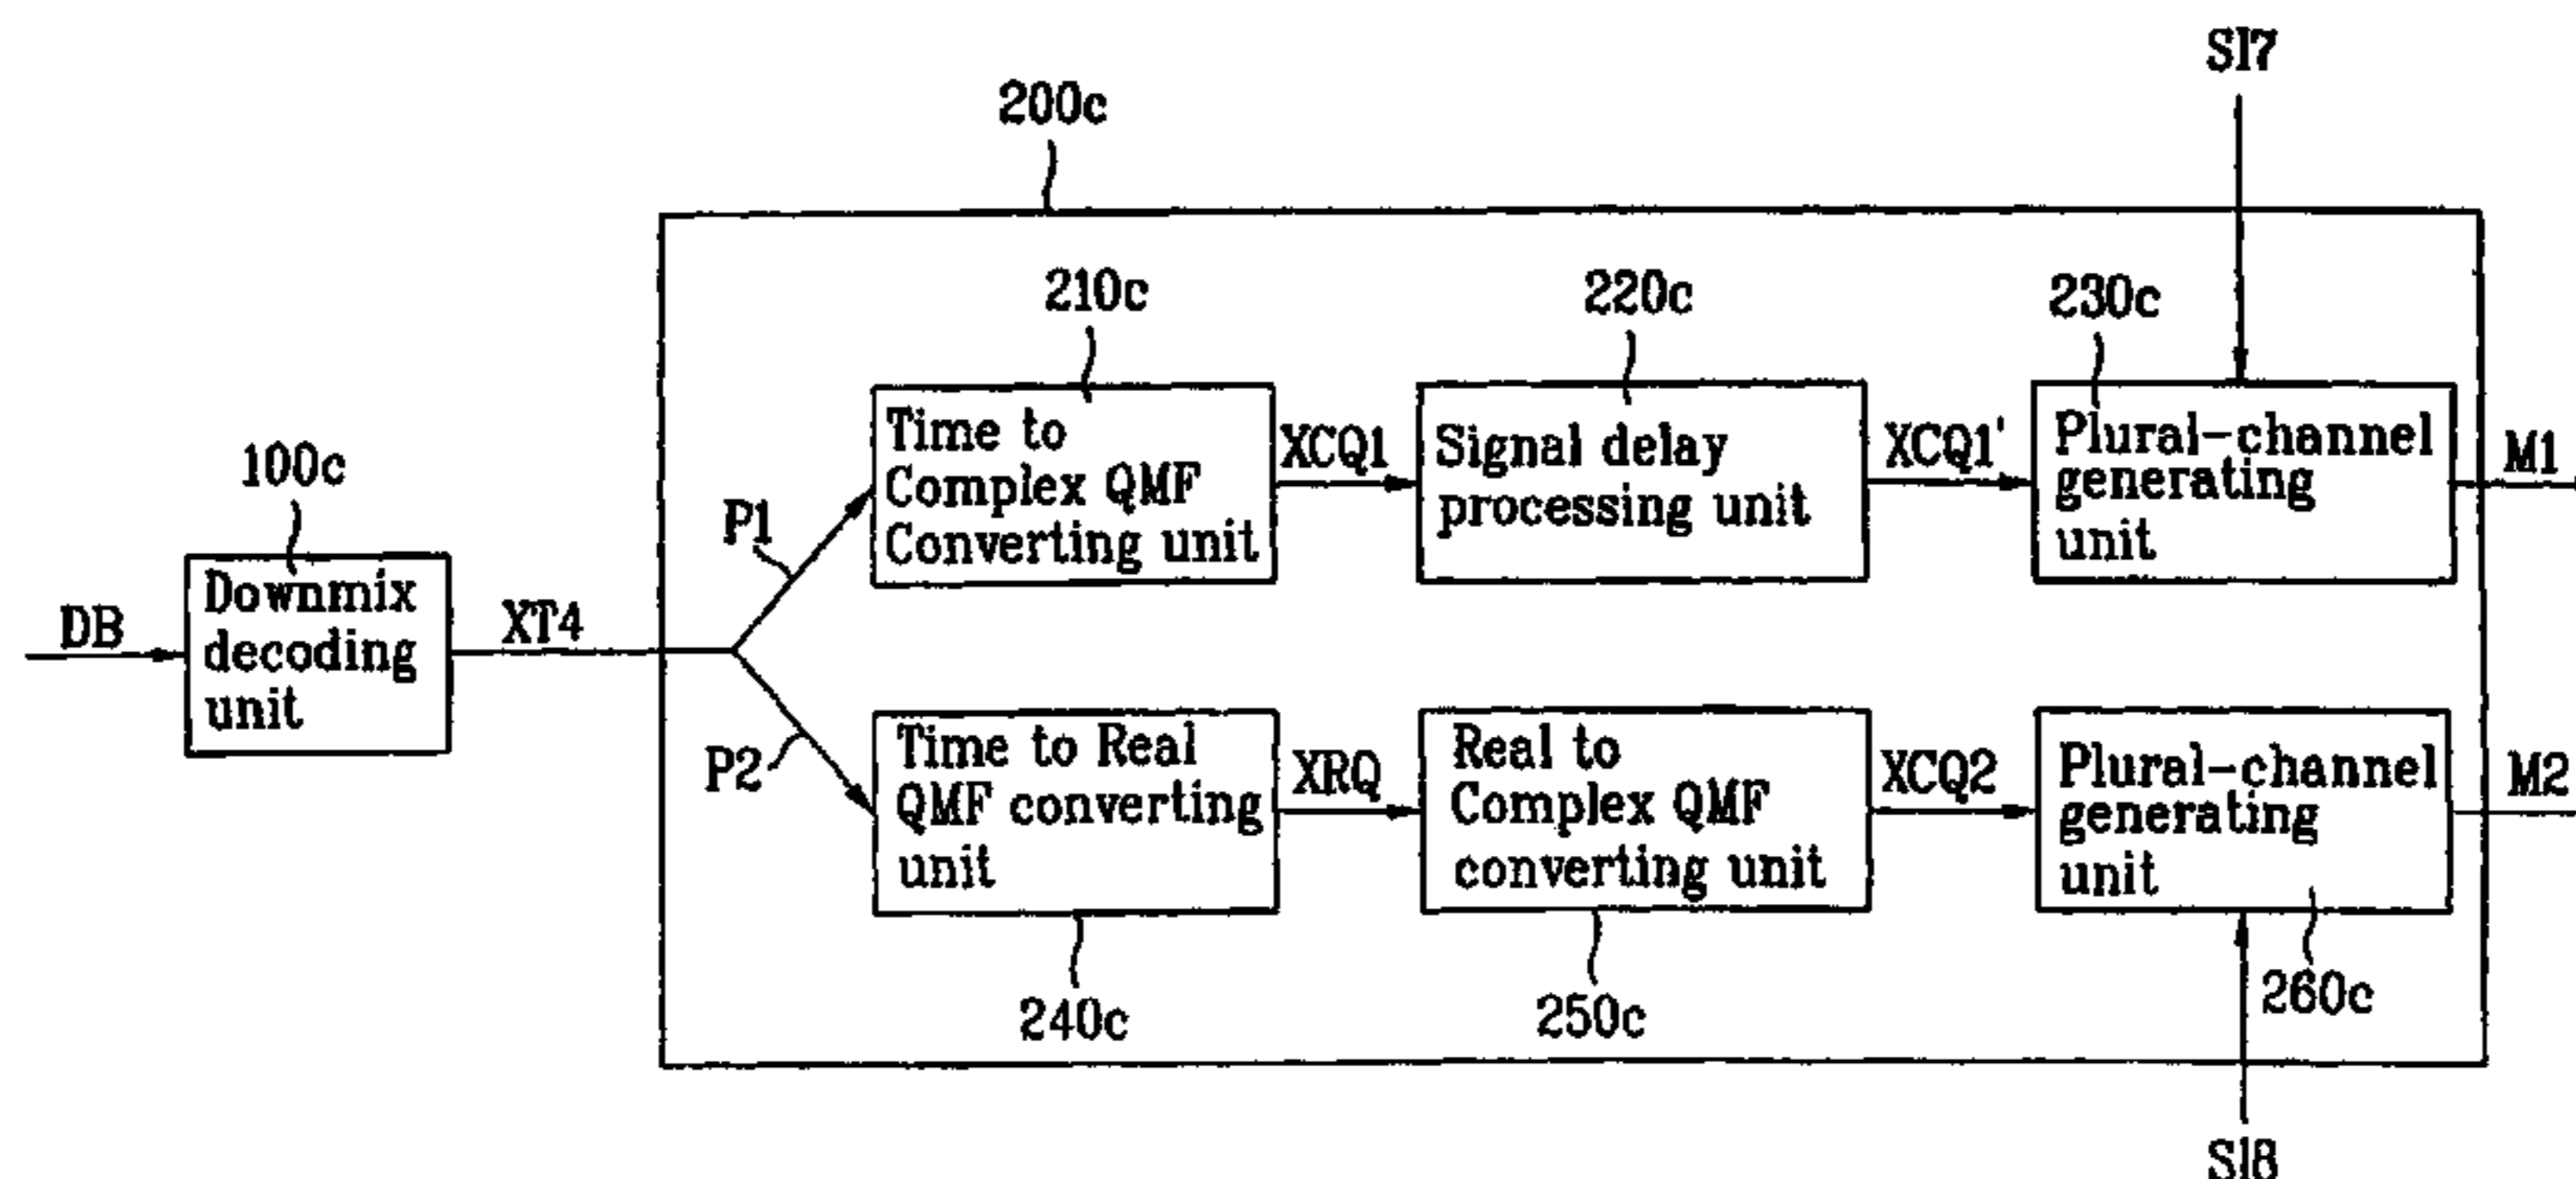 SI7
200c
210c
220c
230c
Time to
Complex QMF
Converting unit
XCQ1
Signal delay
processing unit
XCQ1'
Plural-channel
generating
unit
M1
100c
P1
DB
Downmix
decoding
unit
XT4
P2
Time to Real
QMF converting
unit
XRQ
Real to
Complex QMF
converting unit
XCQ2
Plural-channel
generating
unit
M2
240c
250c
260c
SI8